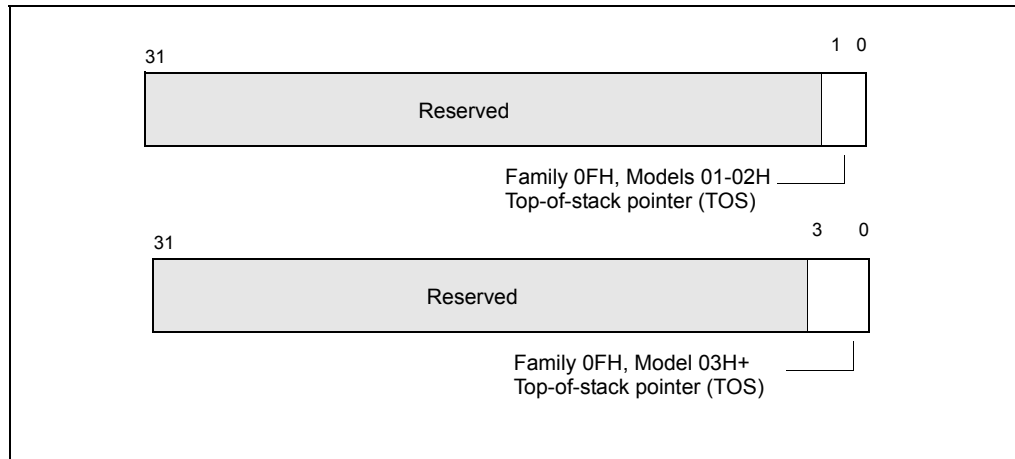 31
1 0
Reserved
Family 0FH, Models 01-02H
Top-of-stack pointer (TOS)
31
3 0
Reserved
Family 0FH, Model 03H+
Top-of-stack pointer (TOS)